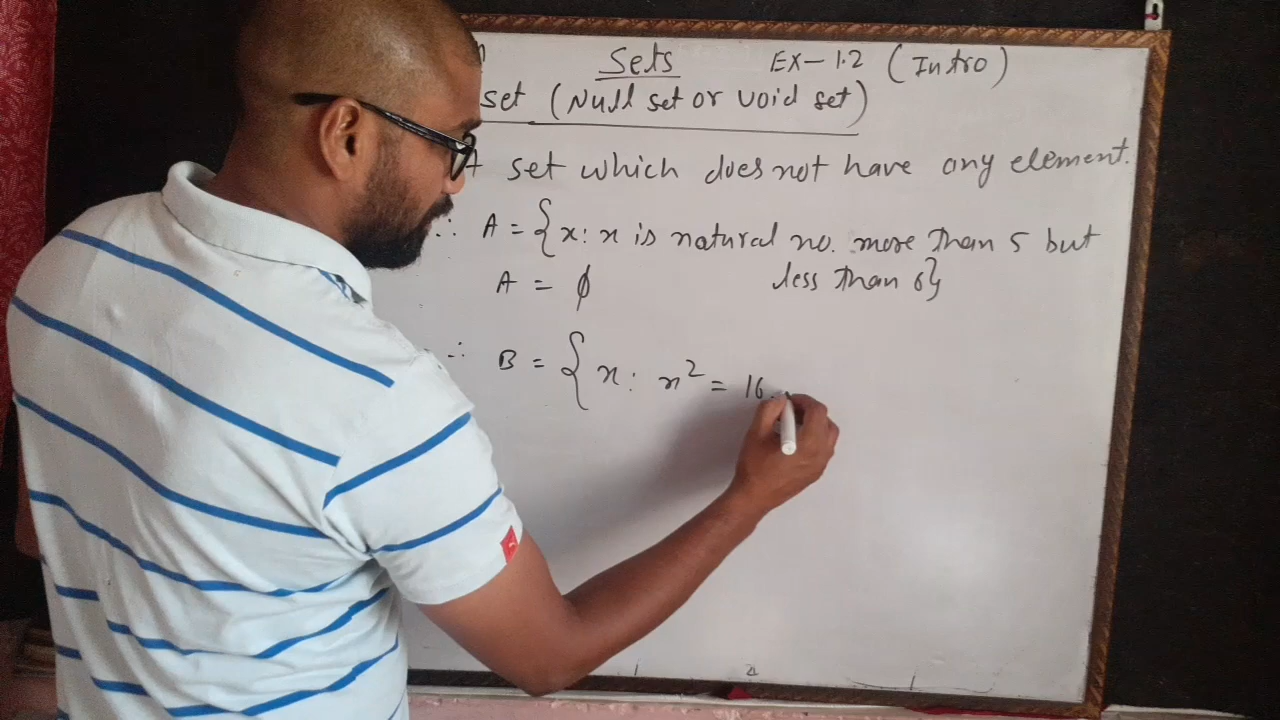 Sets EX-1.2 (Intro)
set (Null set or void set)
A set which does not have any element.
∴ A = {x: x is natural no. more than 5 but
less than 6}
A = ϕ
∴ B = { x: x² = 16